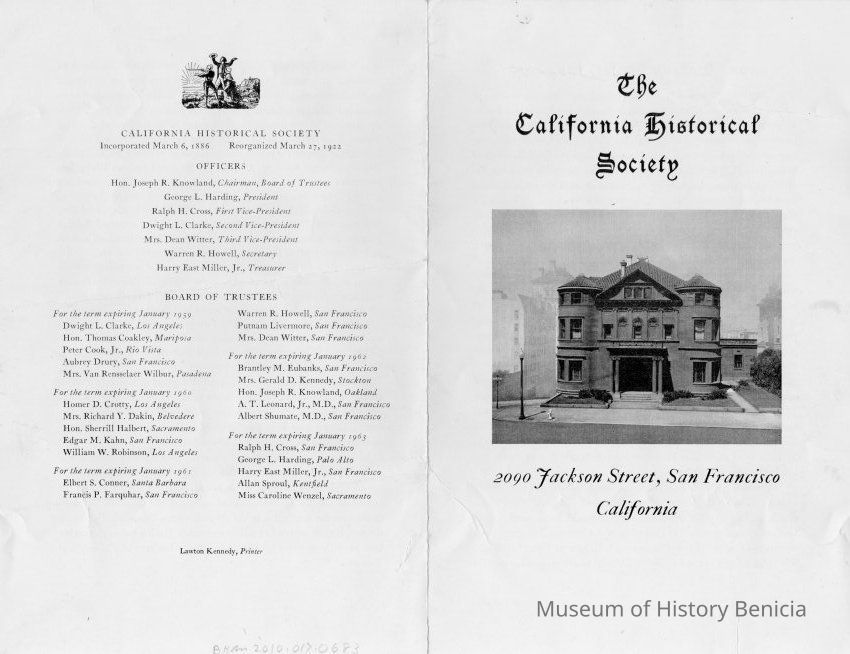 CALIFORNIA HISTORICAL SOCIETY
Incorporated March 6, 1886 Reorganized March 27, 1922
OFFICERS
Hon. Joseph R. Knowland, Chairman, Board of Trustees
George L. Harding, President
Ralph H. Cross, First Vice-President
Dwight L. Clarke, Second Vice-President
Mrs. Dean Witter, Third Vice-President
Warren R. Howell, Secretary
Harry East Miller, Jr., Treasurer
BOARD OF TRUSTEES
For the term expiring January 1959
Dwight L. Clarke, Los Angeles
Hon. Thomas Coakley, Mariposa
Peter Cook, Jr., Rio Vista
Aubrey Drury, San Francisco
Mrs. Van Rensselaer Wilbur, Pasadena
For the term expiring January 1960
Homer D. Crotty, Los Angeles
Mrs. Richard Y. Dakin, Belvedere
Hon. Sherrill Halbert, Sacramento
Edgar M. Kahn, San Francisco
William W. Robinson, Los Angeles
For the term expiring January 1961
Elbert S. Conner, Santa Barbara
Francis P. Farquhar, San Francisco
Warren R. Howell, San Francisco
Putnam Livermore, San Francisco
Mrs. Dean Witter, San Francisco
For the term expiring January 1962
Brantley M. Eubanks, San Francisco
Mrs. Gerald D. Kennedy, Stockton
Hon. Joseph R. Knowland, Oakland
A. T. Leonard, Jr., M.D., San Francisco
Albert Shumate, M.D., San Francisco
For the term expiring January 1963
Ralph H. Cross, San Francisco
George L. Harding, Palo Alto
Harry East Miller, Jr., San Francisco
Allan Sproul, Kentfield
Miss Caroline Wenzel, Sacramento
Lawton Kennedy, Printer
2010.017.0683
The
California Historical
Society
2090 Jackson Street, San Francisco
California
Museum of History Benicia